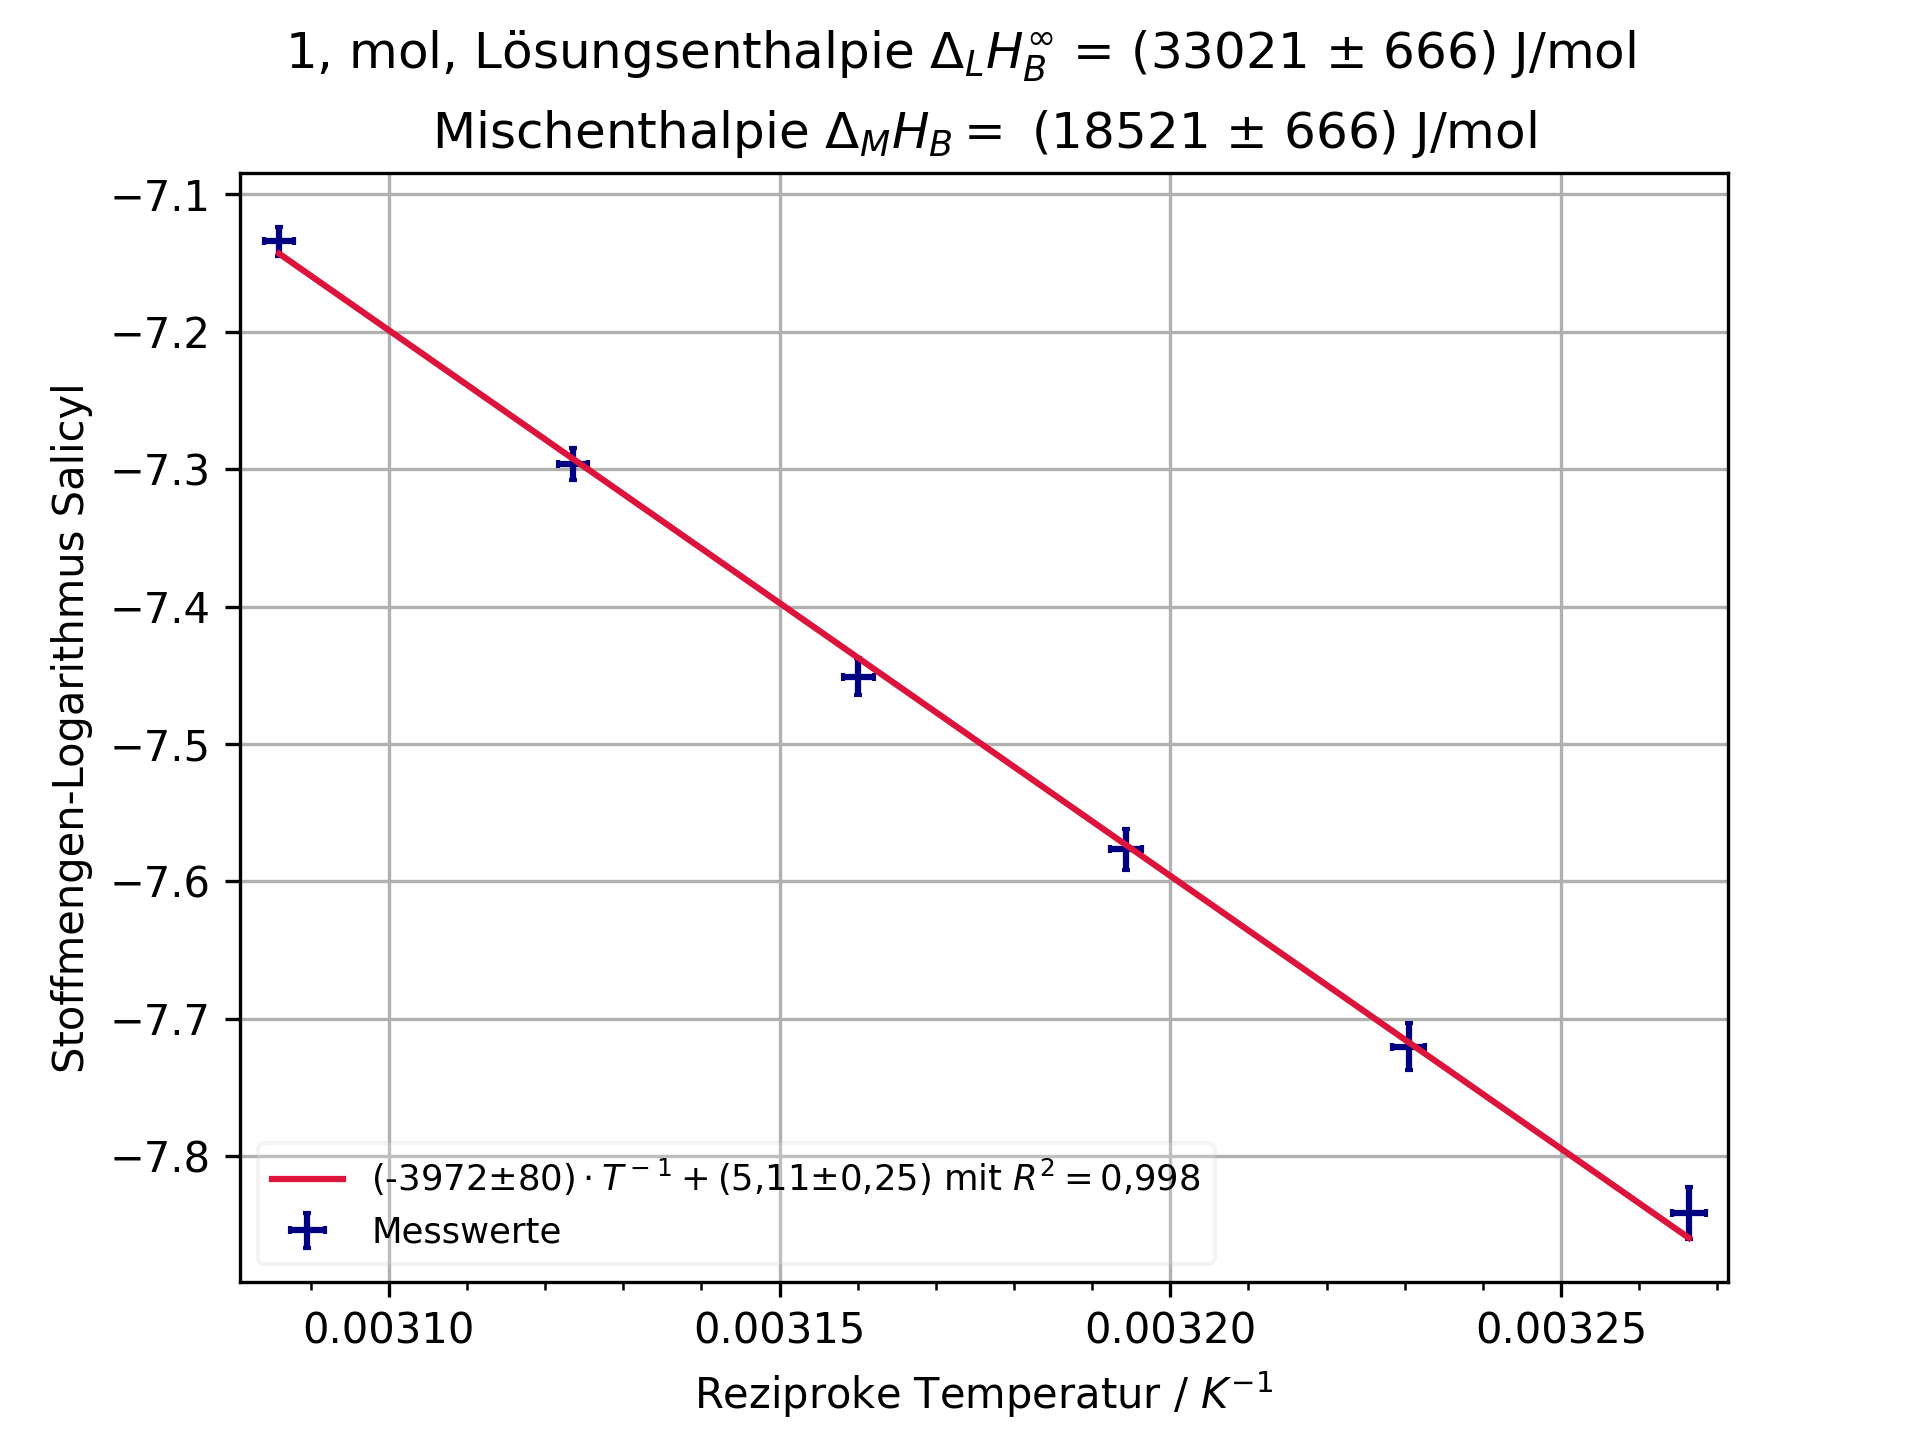 1, mol, Lösungsenthalpie Δ_L H_B^∞ = (33021 ± 666) J/mol
Mischenthalpie Δ_M H_B = (18521 ± 666) J/mol
−7.1
−7.2
−7.3
−7.4
−7.5
−7.6
−7.7
−7.8
Stoffmengen-Logarithmus Salicyl
(-3972±80) · T^−1 + (5,11±0,25) mit R^2 = 0,998
Messwerte
0.00310 0.00315 0.00320 0.00325
Reziproke Temperatur / K^−1